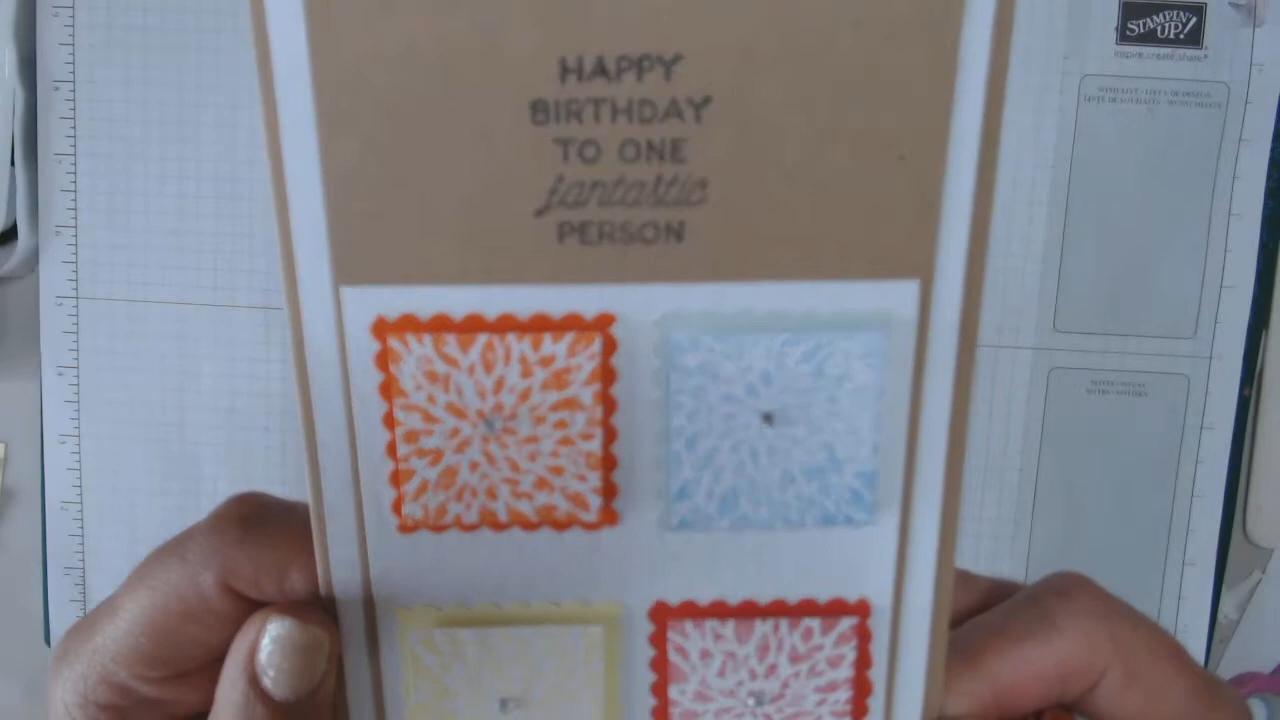 HAPPY
BIRTHDAY
TO ONE
fantastic
PERSON
STAMPIN'
UP!
inspire.create.share